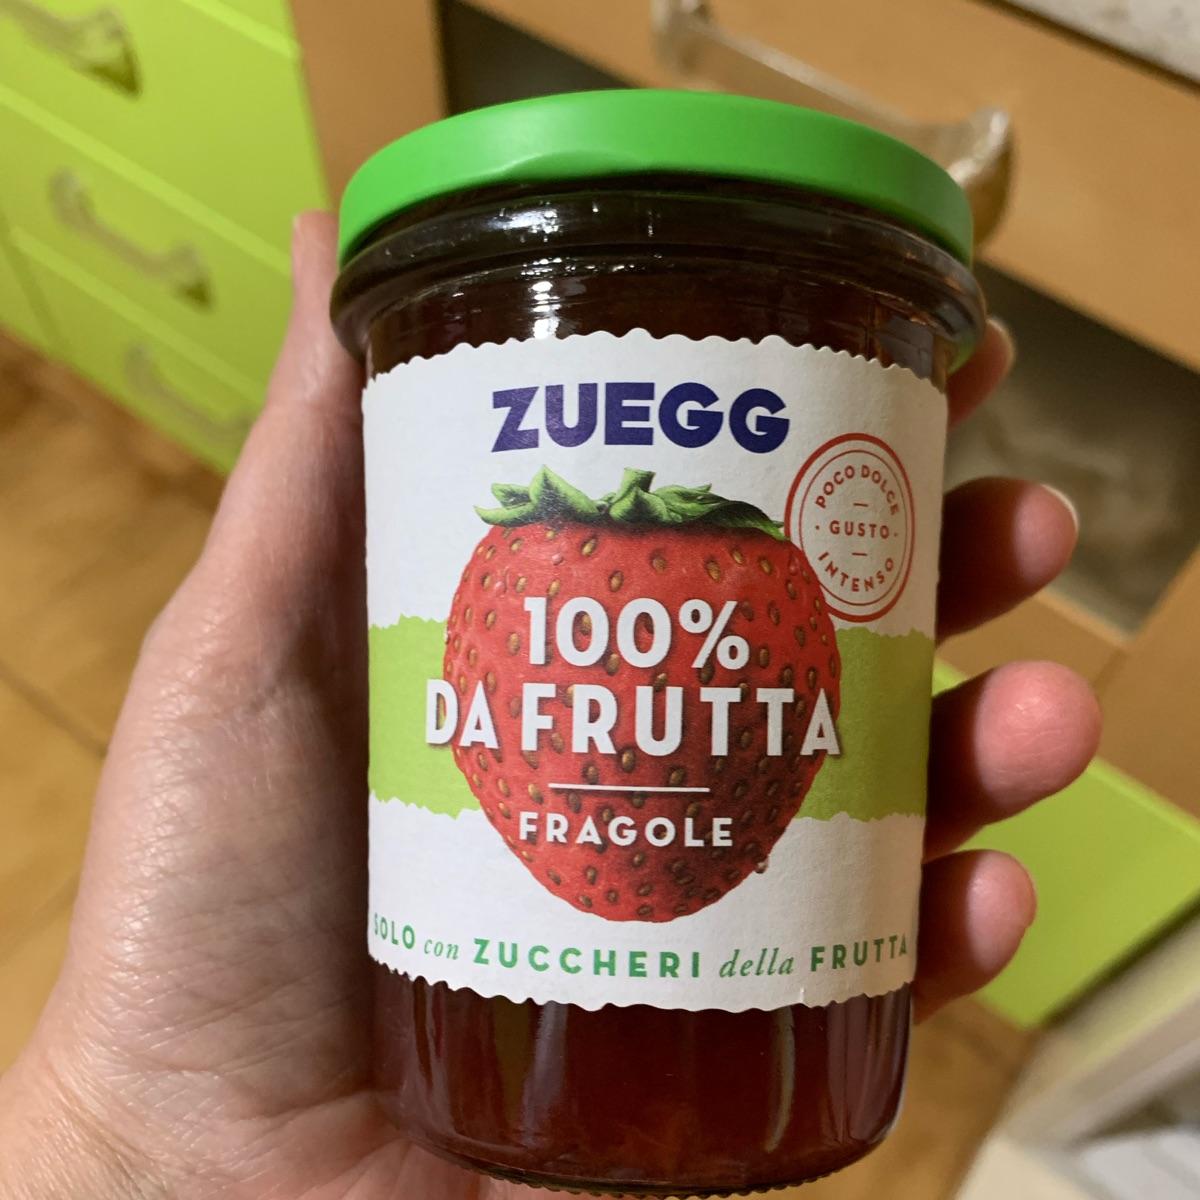 ZUEGG
POCO DOLCE
GUSTO
INTENSO
100%
DA FRUTTA
FRAGOLE
SOLO con ZUCCHERI della FRUTTA